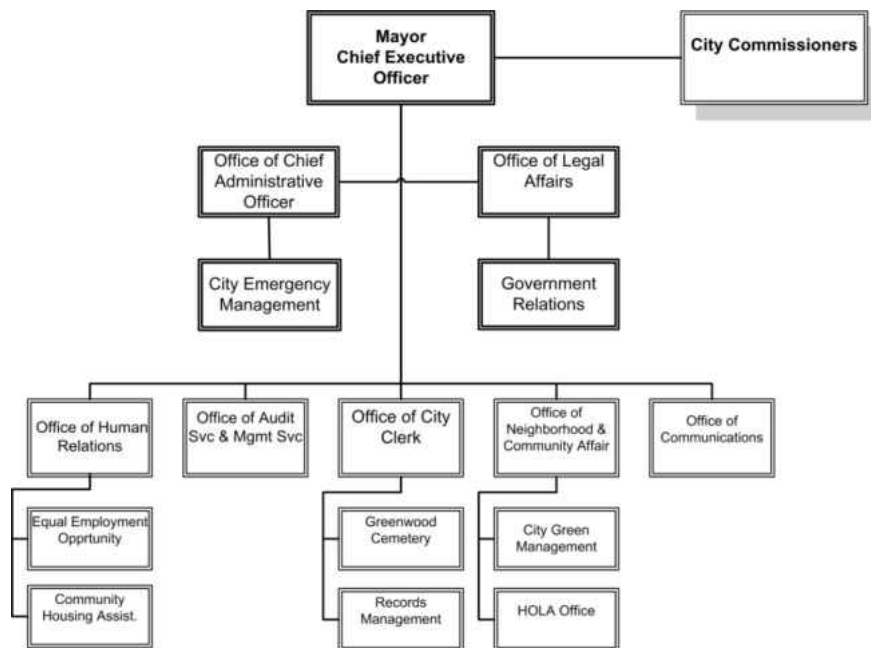 Mayor
Chief Executive
Officer
City Commissioners
Office of Chief
Administrative
Officer
Office of Legal
Affairs
City Emergency
Management
Government
Relations
Office of Human
Relations
Office of Audit
Svc & Mgmt Svc
Office of City
Clerk
Office of
Neighborhood &
Community Affair
Office of
Communications
Equal Employment
Opprtunity
Greenwood
Cemetery
City Green
Management
Community
Housing Assist.
Records
Management
HOLA Office